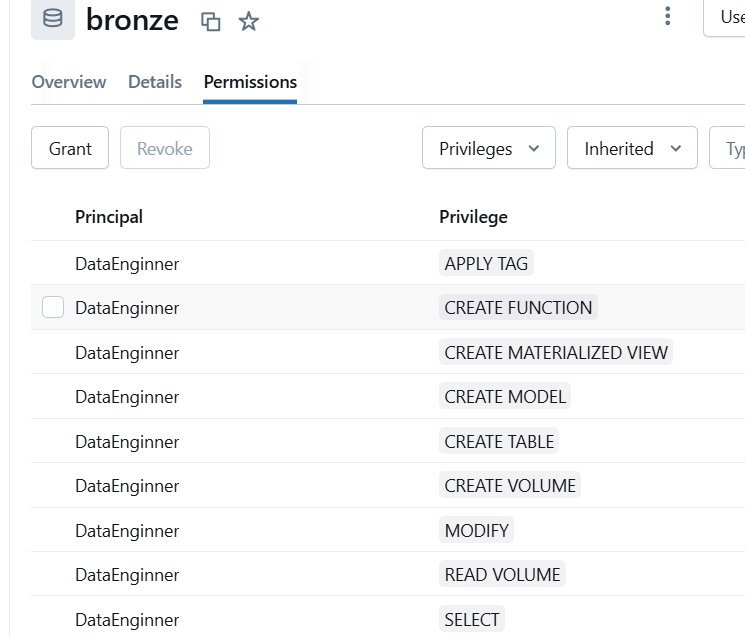 bronze
Use
Overview Details Permissions
Grant Revoke Privileges Inherited Typ
Principal Privilege
DataEnginner APPLY TAG
DataEnginner CREATE FUNCTION
DataEnginner CREATE MATERIALIZED VIEW
DataEnginner CREATE MODEL
DataEnginner CREATE TABLE
DataEnginner CREATE VOLUME
DataEnginner MODIFY
DataEnginner READ VOLUME
DataEnginner SELECT